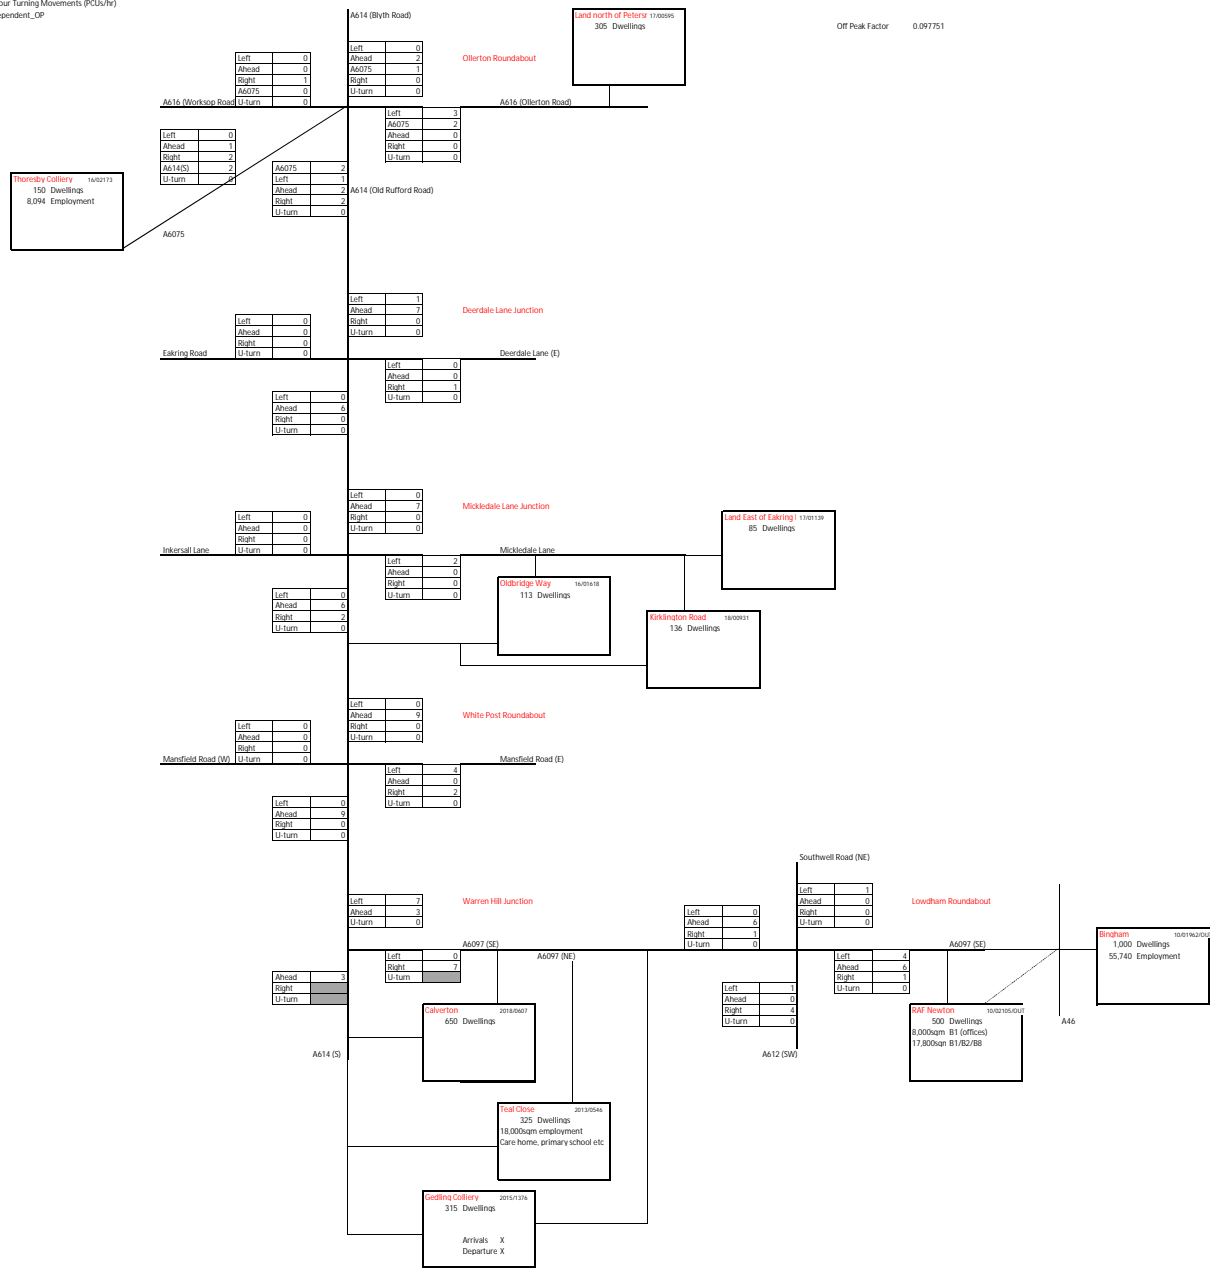 our Turning Movements (PCUs/hr)
ependent_OP
A614 (Blyth Road)
Land north of Petersr 17/00595
305 Dwellings
Off Peak Factor 0.097751
Left 0
Ahead 2
A6075 1
Right 0
U-turn 0
Ollerton Roundabout
Left 0
Ahead 0
Right 1
A6075 0
U-turn 0
A616 (Worksop Road
A616 (Ollerton Road)
Left 3
A6075 2
Ahead 0
Right 0
U-turn 0
Left 0
Ahead 1
Right 2
A614(S) 2
U-turn 0
A6075 2
Left 1
Ahead 2
Right 2
U-turn 0
A614 (Old Rufford Road)
Thoresby Colliery 16/02173
150 Dwellings
8,094 Employment
A6075
Left 1
Ahead 7
Right 0
U-turn 0
Deerdale Lane Junction
Left 0
Ahead 0
Right 0
U-turn 0
Eakring Road
Deerdale Lane (E)
Left 0
Ahead 0
Right 1
U-turn 0
Left 0
Ahead 6
Right 0
U-turn 0
Left 0
Ahead 7
Right 0
U-turn 0
Mickledale Lane Junction
Left 0
Ahead 0
Right 0
U-turn 0
Inkersall Lane
Mickledale Lane
Land East of Eakring 17/01139
85 Dwellings
Left 2
Ahead 0
Right 0
U-turn 0
Oldbridge Way 16/01618
113 Dwellings
Left 0
Ahead 6
Right 2
U-turn 0
Kirklington Road 18/00931
136 Dwellings
Left 0
Ahead 9
Right 0
U-turn 0
White Post Roundabout
Left 0
Ahead 0
Right 0
U-turn 0
Mansfield Road (W)
Mansfield Road (E)
Left 4
Ahead 0
Right 2
U-turn 0
Left 0
Ahead 9
Right 0
U-turn 0
Southwell Road (NE)
Left 7
Ahead 3
U-turn 0
Warren Hill Junction
Left 0
Ahead 6
Right 1
U-turn 0
Left 1
Ahead 0
Right 0
U-turn 0
Lowdham Roundabout
A6097 (SE)
A6097 (NE)
A6097 (SE)
Left 0
Right 7
U-turn
Ahead 3
Right
U-turn
Left 4
Ahead 6
Right 1
U-turn 0
Bingham 10/01962/OU
1,000 Dwellings
55,740 Employment
Left 1
Ahead 0
Right 4
U-turn 0
Calverton 2018/0607
650 Dwellings
RAF Newton 10/02105/OUT
500 Dwellings
8,000sqm B1 (offices)
17,800sqn B1/B2/B8
A46
A614 (S)
A612 (SW)
Teal Close 2013/0546
325 Dwellings
18,000sqm employment
Care home, primary school etc
Gedling Colliery 2015/1376
315 Dwellings
Arrivals X
Departure X